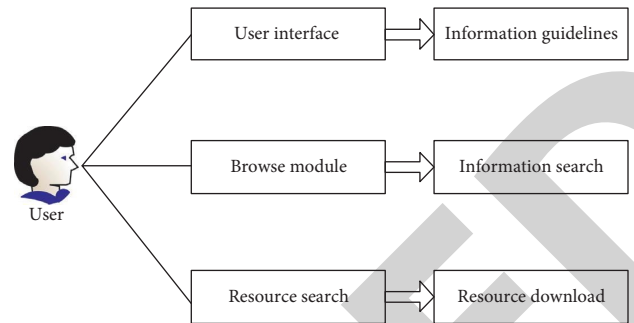 User interface
Information guidelines
Browse module
Information search
User
Resource search
Resource download